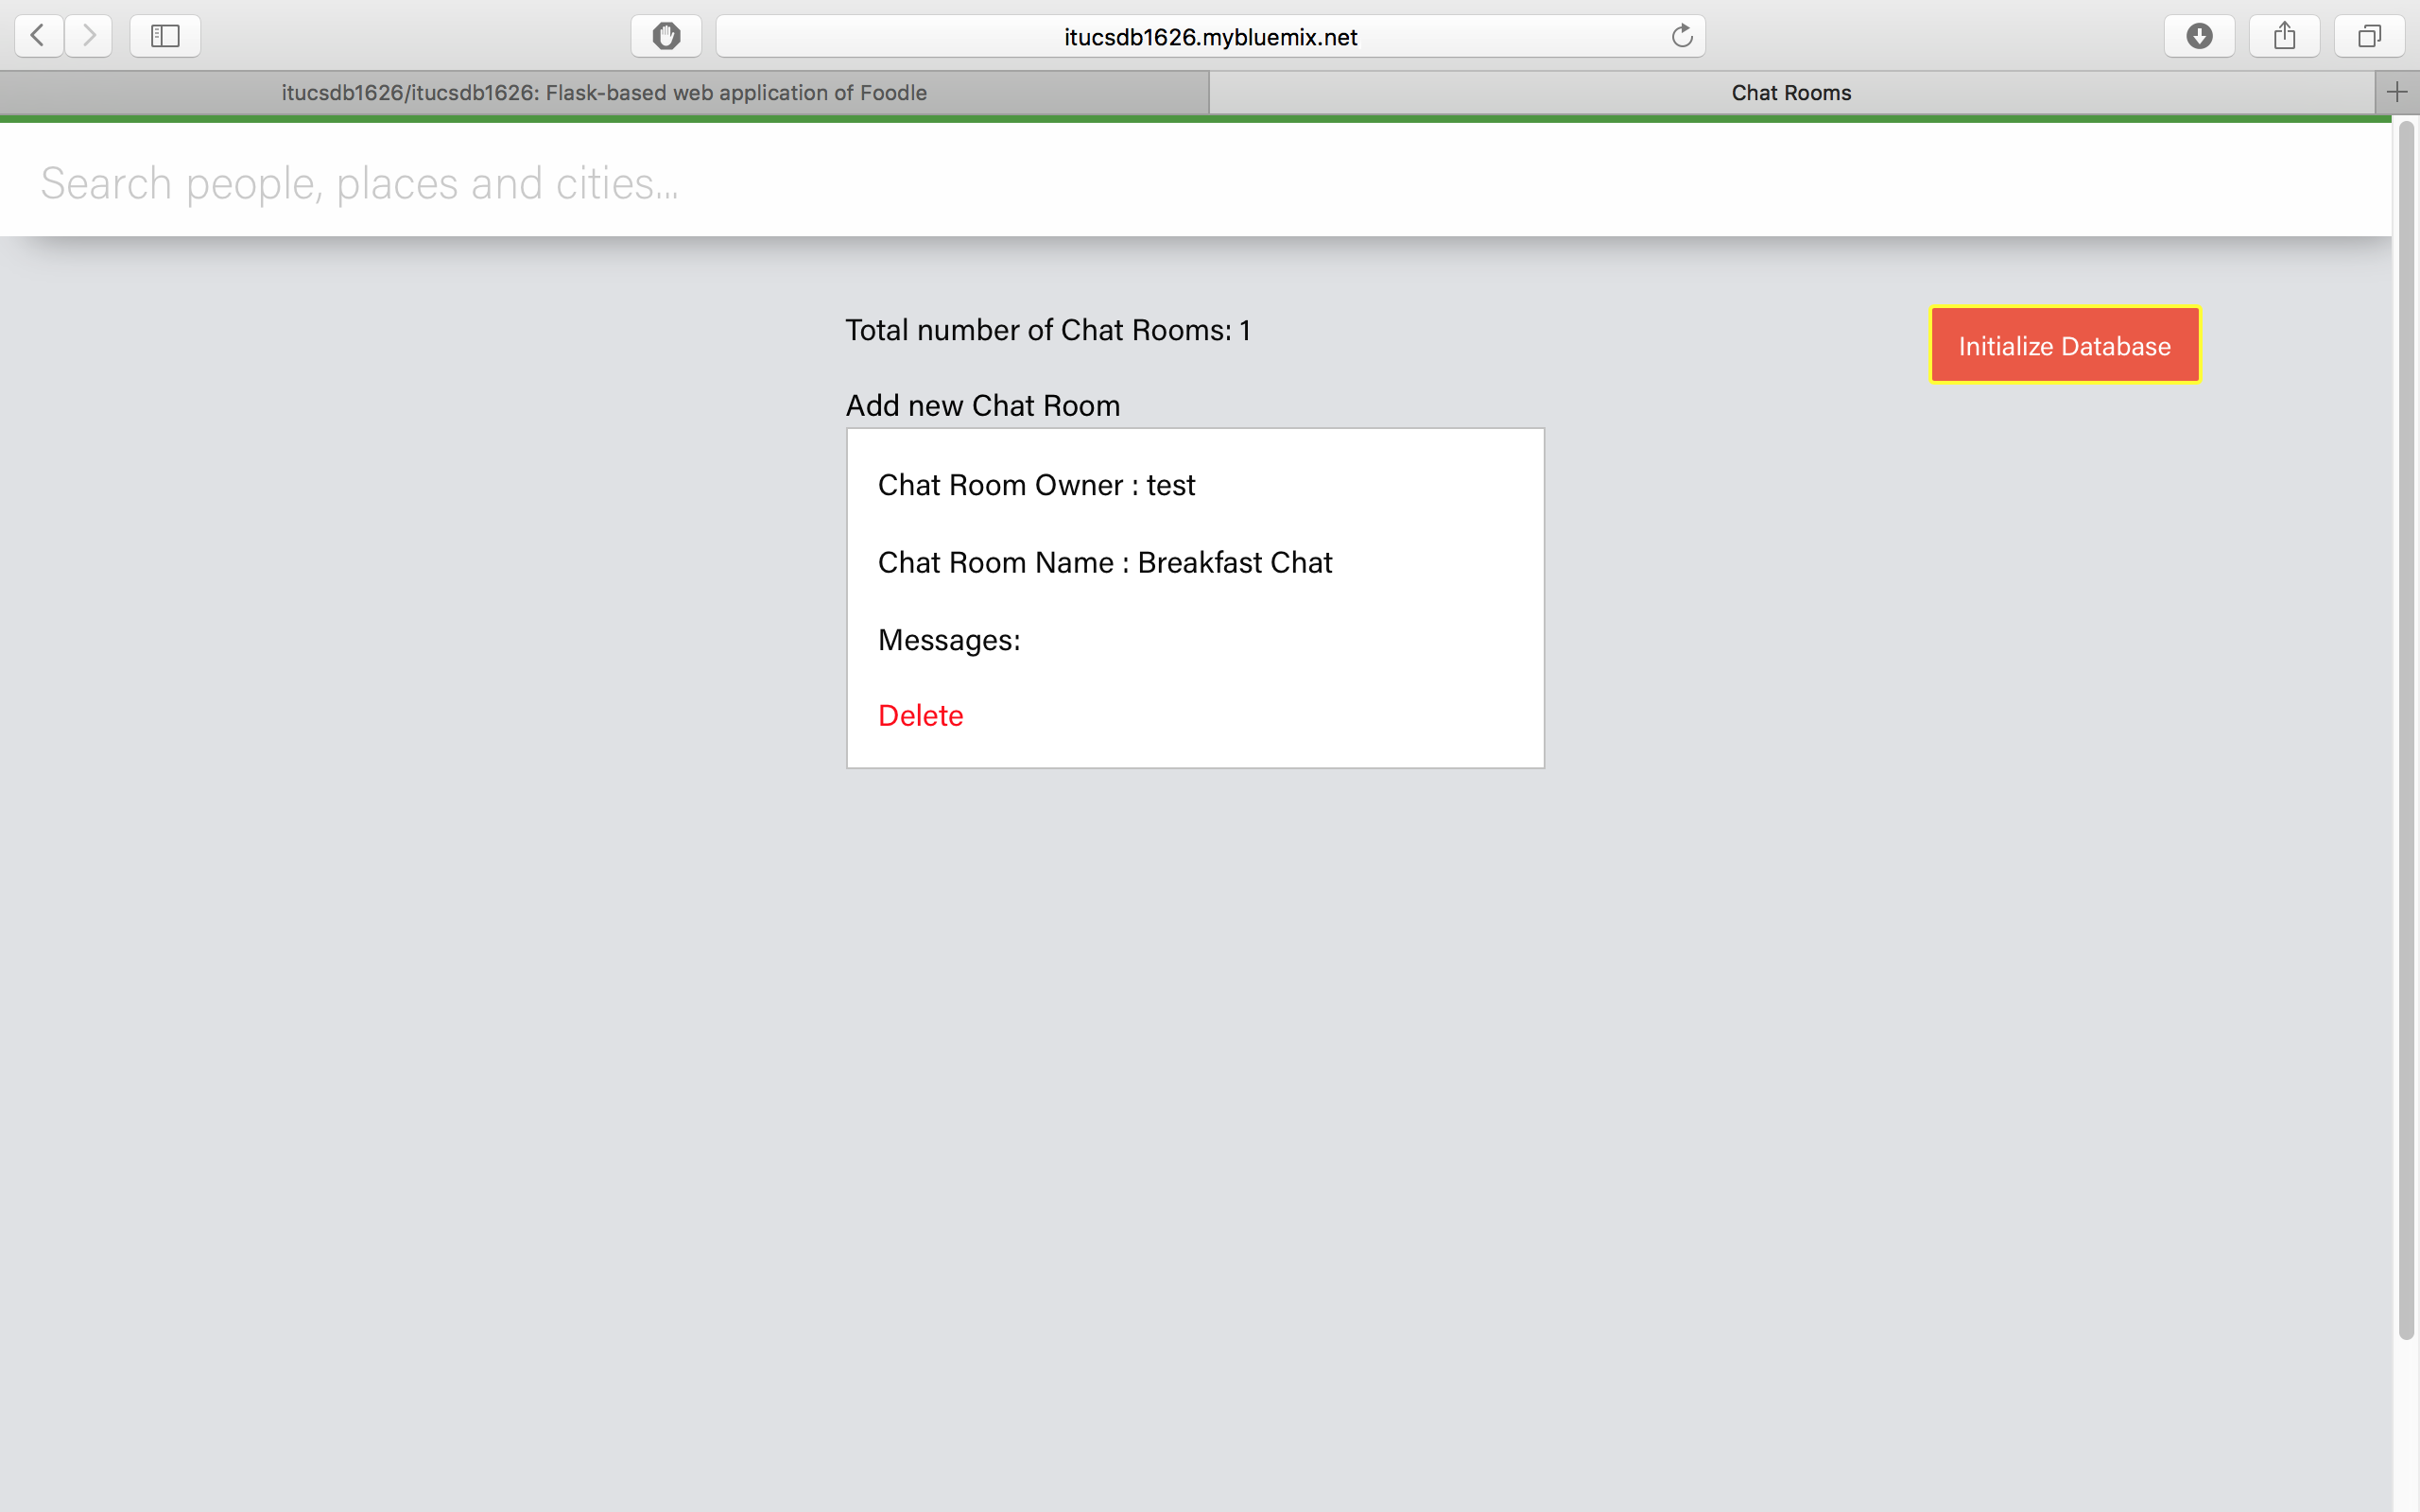 itucsdb1626.mybluemix.net
itucsdb1626/itucsdb1626: Flask-based web application of Foodle
Chat Rooms
Search people, places and cities...
Total number of Chat Rooms: 1
Initialize Database
Add new Chat Room
Chat Room Owner : test
Chat Room Name : Breakfast Chat
Messages:
Delete